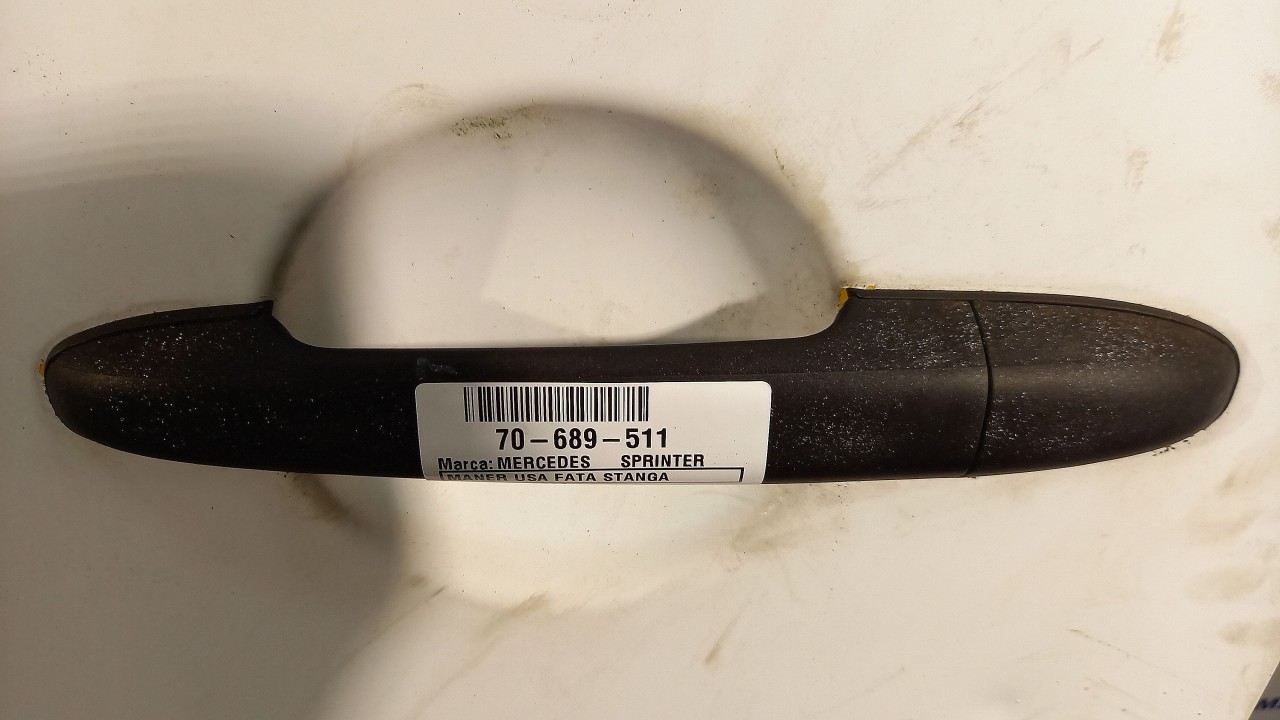 70-689-511
Marca: MERCEDES SPRINTER
MANER USA FATA STANGA